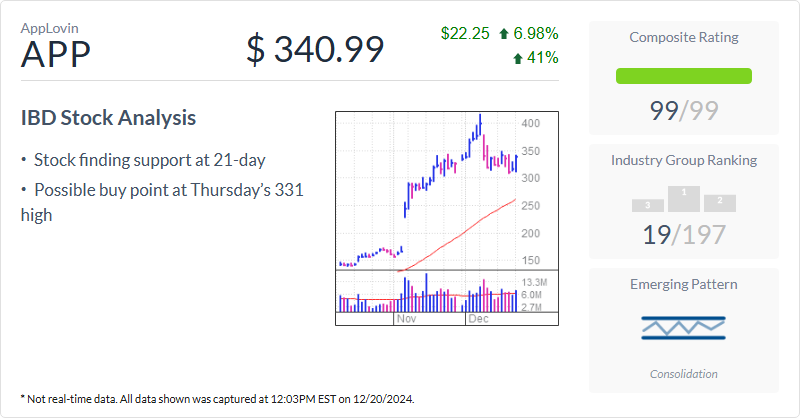 AppLovin
APP
$ 340.99
$22.25 6.98%
41%
IBD Stock Analysis
• Stock finding support at 21-day
• Possible buy point at Thursday's 331
high
400
350
300
250
200
150
13.3M
6.0M
2.7M
Nov
Dec
Composite Rating
99/99
Industry Group Ranking
3
1
2
19/197
Emerging Pattern
Consolidation
* Not real-time data. All data shown was captured at 12:03PM EST on 12/20/2024.